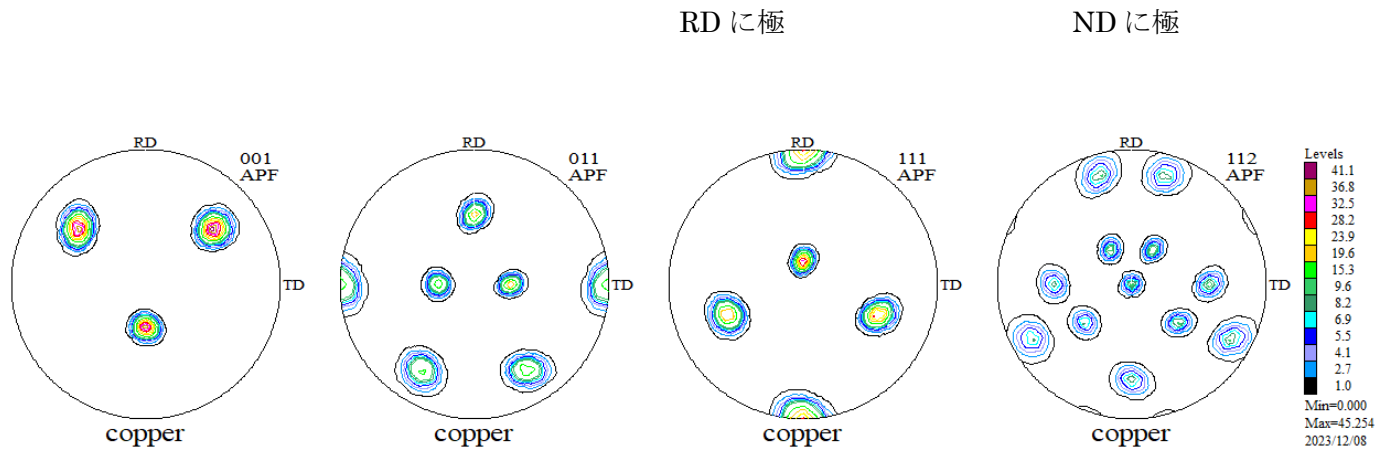 RD に極
ND に極
RD
001
APF
TD
copper
RD
011
APF
TD
copper
RD
111
APF
TD
copper
RD
112
APF
TD
copper
Levels
41.1
36.8
32.5
28.2
23.9
19.6
15.3
9.6
8.2
6.9
5.5
4.1
2.7
1.0
Min=0.000
Max=45.254
2023/12/08